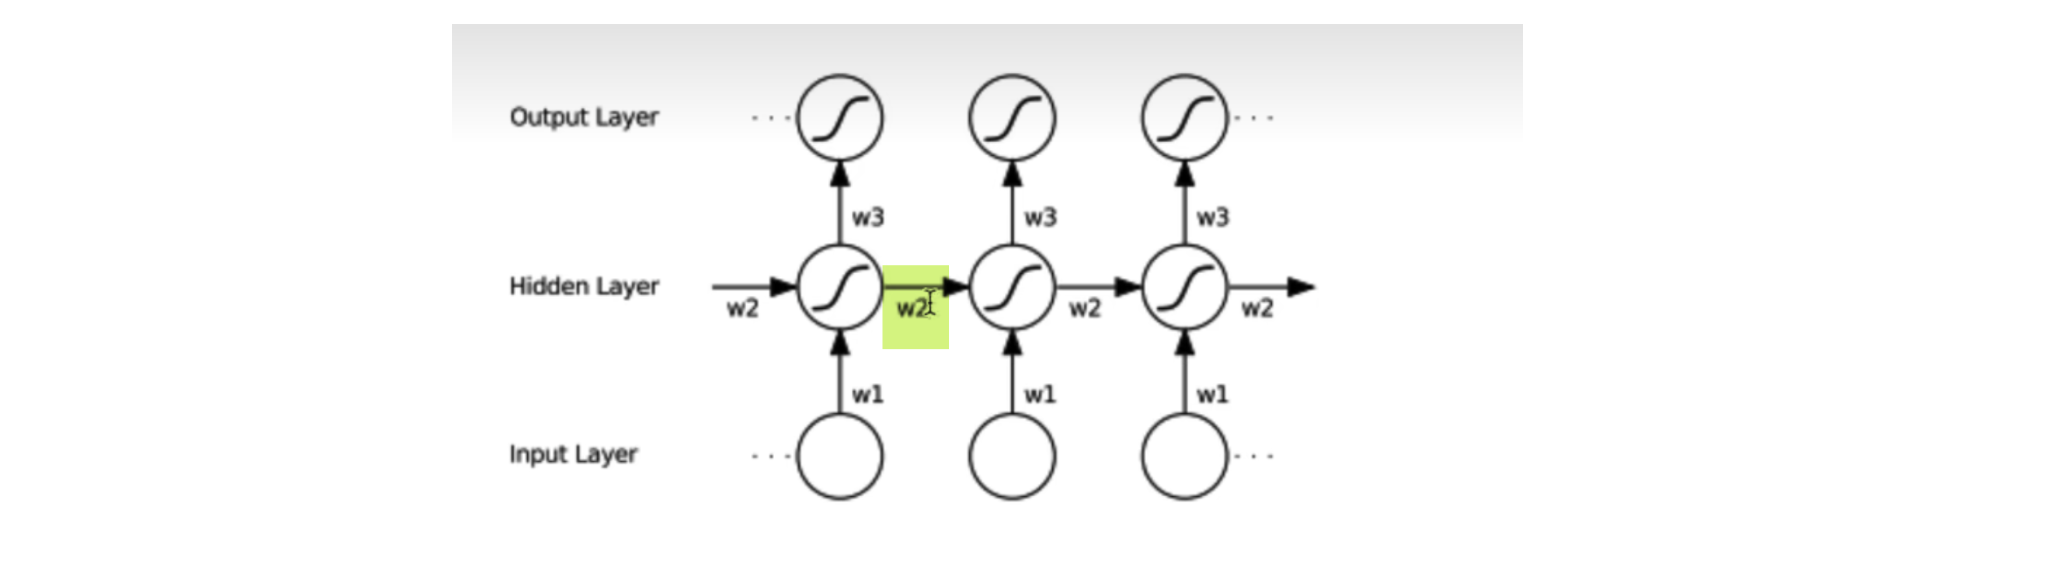 Output Layer
w3 w3 w3
Hidden Layer
w2 w2 w2 w2
w1 w1 w1
Input Layer